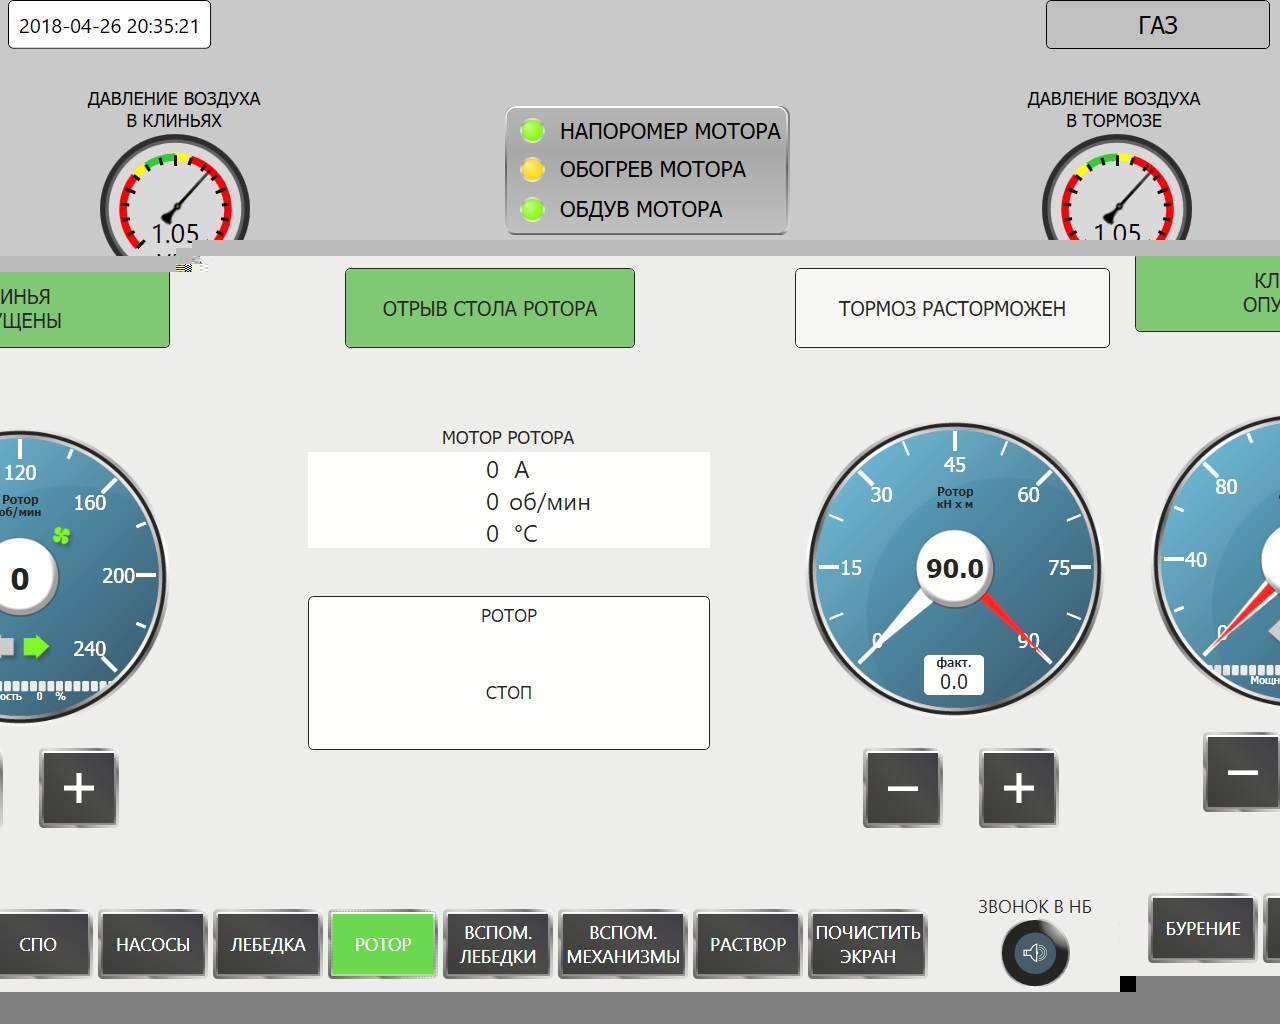 2018-04-26 20:35:21
ГАЗ
ДАВЛЕНИЕ ВОЗДУХА
В КЛИНЬЯХ
1.05
НАПОРОМЕР МОТОРА
ОБОГРЕВ МОТОРА
ОБДУВ МОТОРА
ДАВЛЕНИЕ ВОЗДУХА
В ТОРМОЗЕ
1.05
ИНЬЯ
УЩЕНЫ
ОТРЫВ СТОЛА РОТОРА
ТОРМОЗ РАСТОРМОЖЕН
КЛ
ОПУ
120
160
200
240
Ротор
об/мин
0
ость 0 %
МОТОР РОТОРА
0 А
0 об/мин
0 °C
РОТОР
СТОП
0
15
30
45
60
75
90
Ротор
кН х м
90.0
факт.
0.0
0
40
80
Мощн
+
−
+
−
ЗВОНОК В НБ
СПО
НАСОСЫ
ЛЕБЕДКА
РОТОР
ВСПОМ.
ЛЕБЕДКИ
ВСПОМ.
МЕХАНИЗМЫ
РАСТВОР
ПОЧИСТИТЬ
ЭКРАН
БУРЕНИЕ